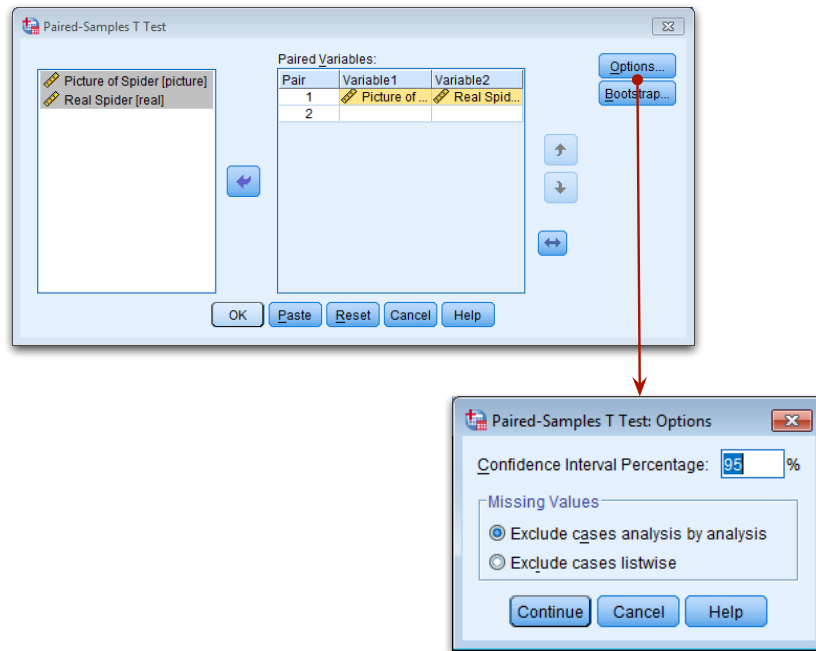 Paired-Samples T Test
Paired Variables:
Options...
Picture of Spider [picture]
Real Spider [real]
Pair Variable1 Variable2
1 Picture of ... Real Spid...
2
Bootstrap...
OK Paste Reset Cancel Help
Paired-Samples T Test: Options
Confidence Interval Percentage: 95 %
Missing Values
Exclude cases analysis by analysis
Exclude cases listwise
Continue Cancel Help